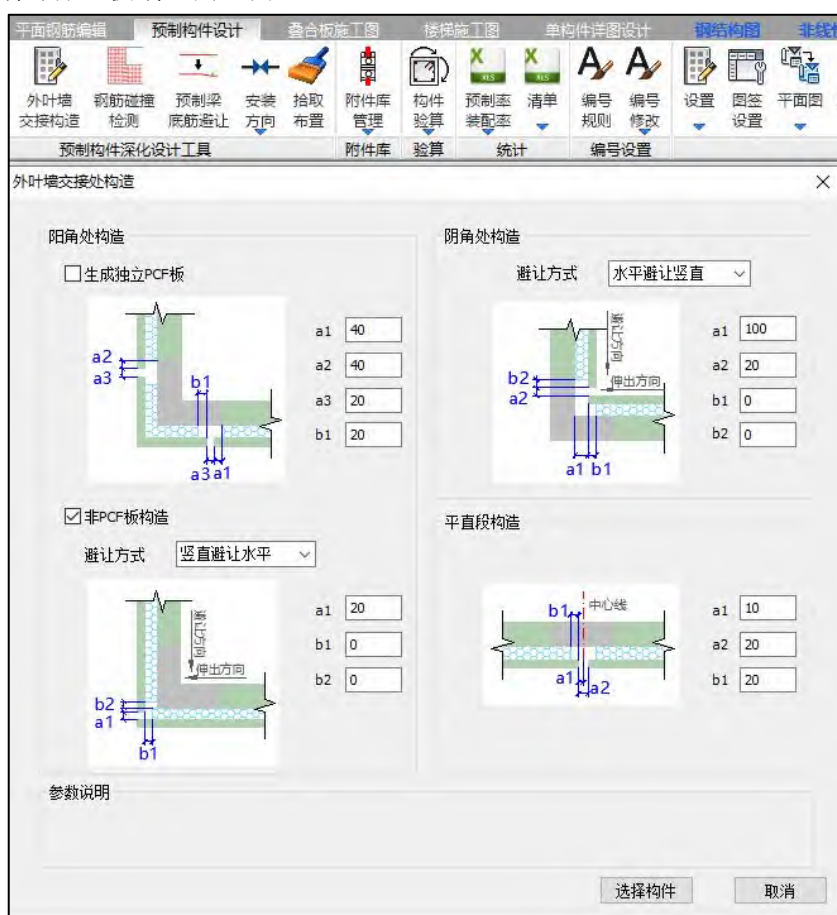 平面钢筋编辑 预制构件设计 叠合板施工图 楼梯施工图 单构件详图设计 钢结构图
外叶墙 钢筋碰撞 预制梁 安装 拾取 附件库 构件 预制率 清单 编号 编号 设置 图签 平面图
交接构造 检测 底筋避让 方向 布置 管理 验算 装配率 规则 修改 设置
预制构件深化设计工具 附件库 验算 统计 编号设置
外叶墙交接处构造
阳角处构造
生成独立PCF板
a2
a3
b1
a3 a1
a1 40
a2 40
a3 20
b1 20
非PCF板构造
避让方式 竖直避让水平
避让方向
伸出方向
b2
a1
b1
a1 20
b1 0
b2 0
阴角处构造
避让方式 水平避让竖直
避让方向
伸出方向
b2
a2
a1 b1
a1 100
a2 20
b1 0
b2 0
平直段构造
b1 中心线
a1 a2
a1 10
a2 20
b1 20
参数说明
选择构件 取消